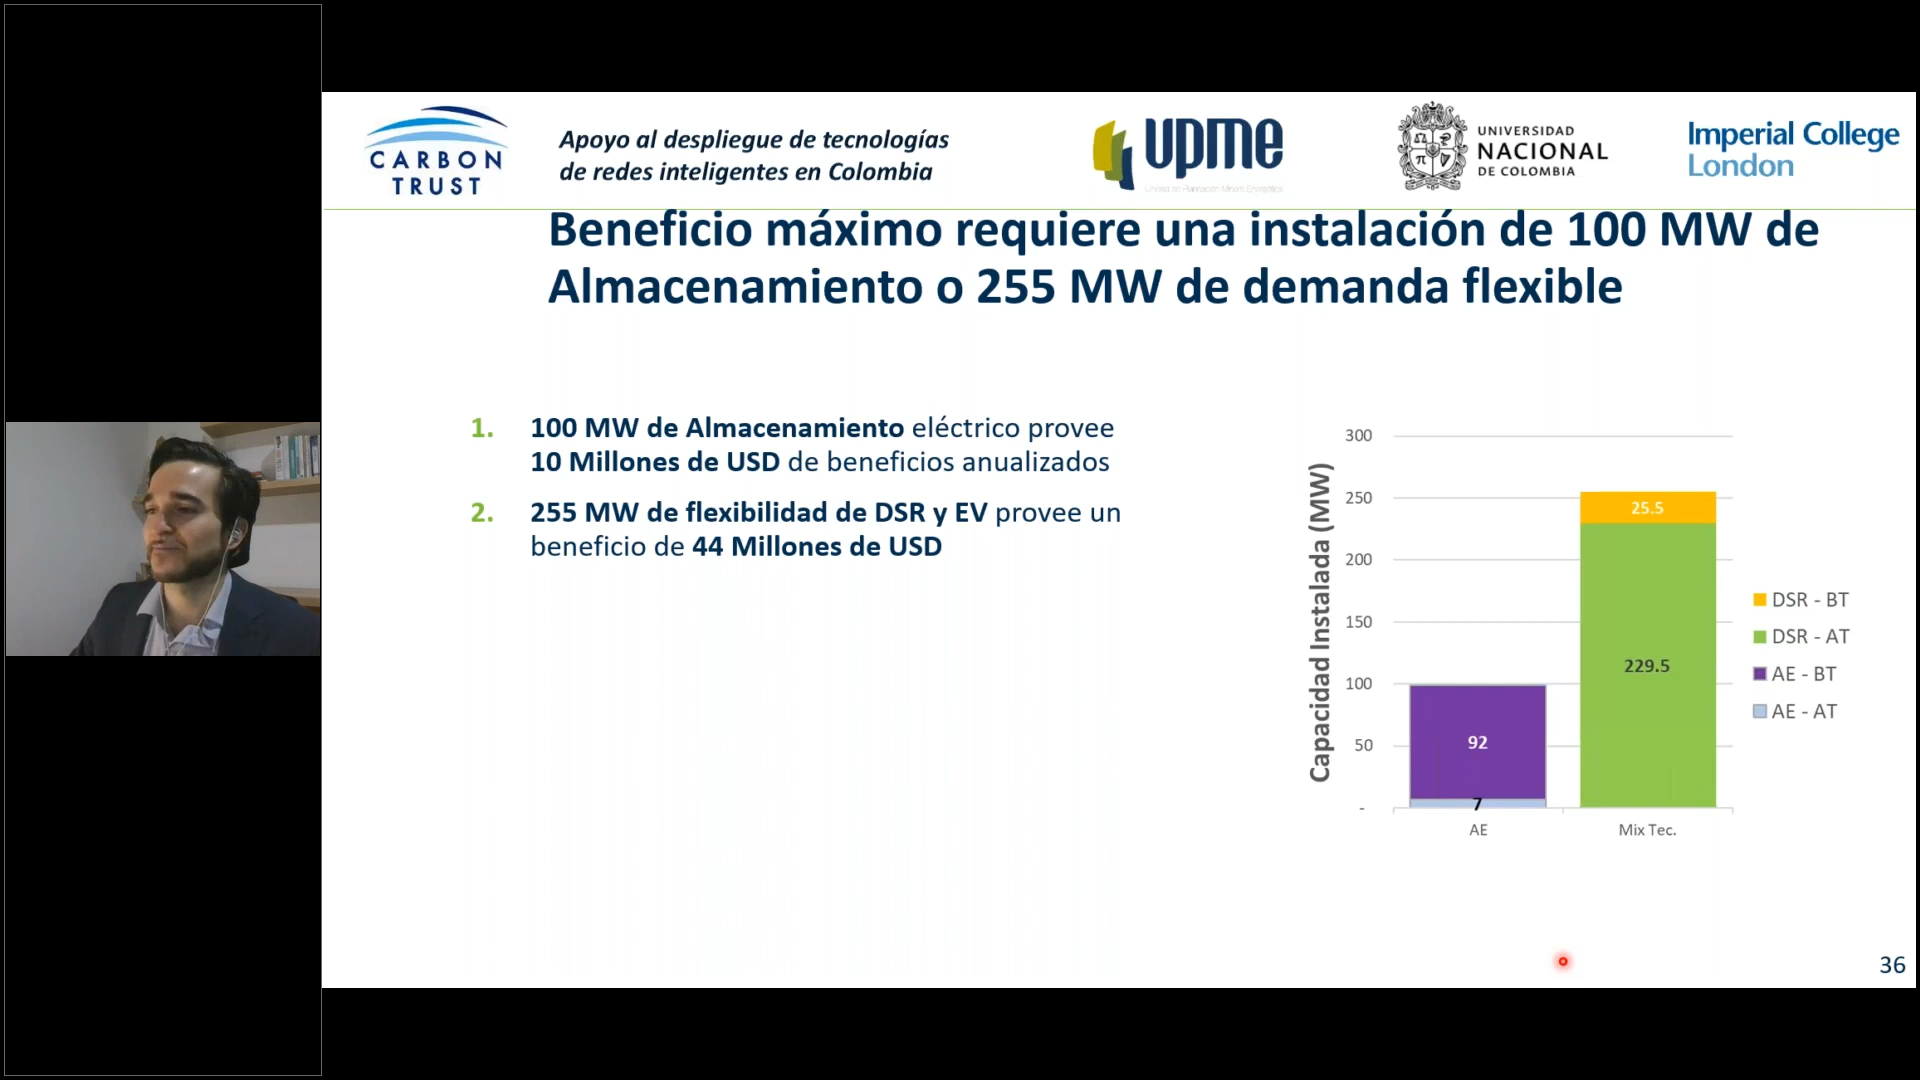 CARBON
TRUST
Apoyo al despliegue de tecnologías
de redes inteligentes en Colombia
upme
Unidad de Planeación Minero Energética
UNIVERSIDAD
NACIONAL
DE COLOMBIA
Imperial College
London
Beneficio máximo requiere una instalación de 100 MW de
Almacenamiento o 255 MW de demanda flexible
1. 100 MW de Almacenamiento eléctrico provee
10 Millones de USD de beneficios anualizados
2. 255 MW de flexibilidad de DSR y EV provee un
beneficio de 44 Millones de USD
Capacidad Instalada (MW)
300
250
200
150
100
50
-
25.5
229.5
92
7
AE
Mix Tec.
DSR - BT
DSR - AT
AE - BT
AE - AT
36